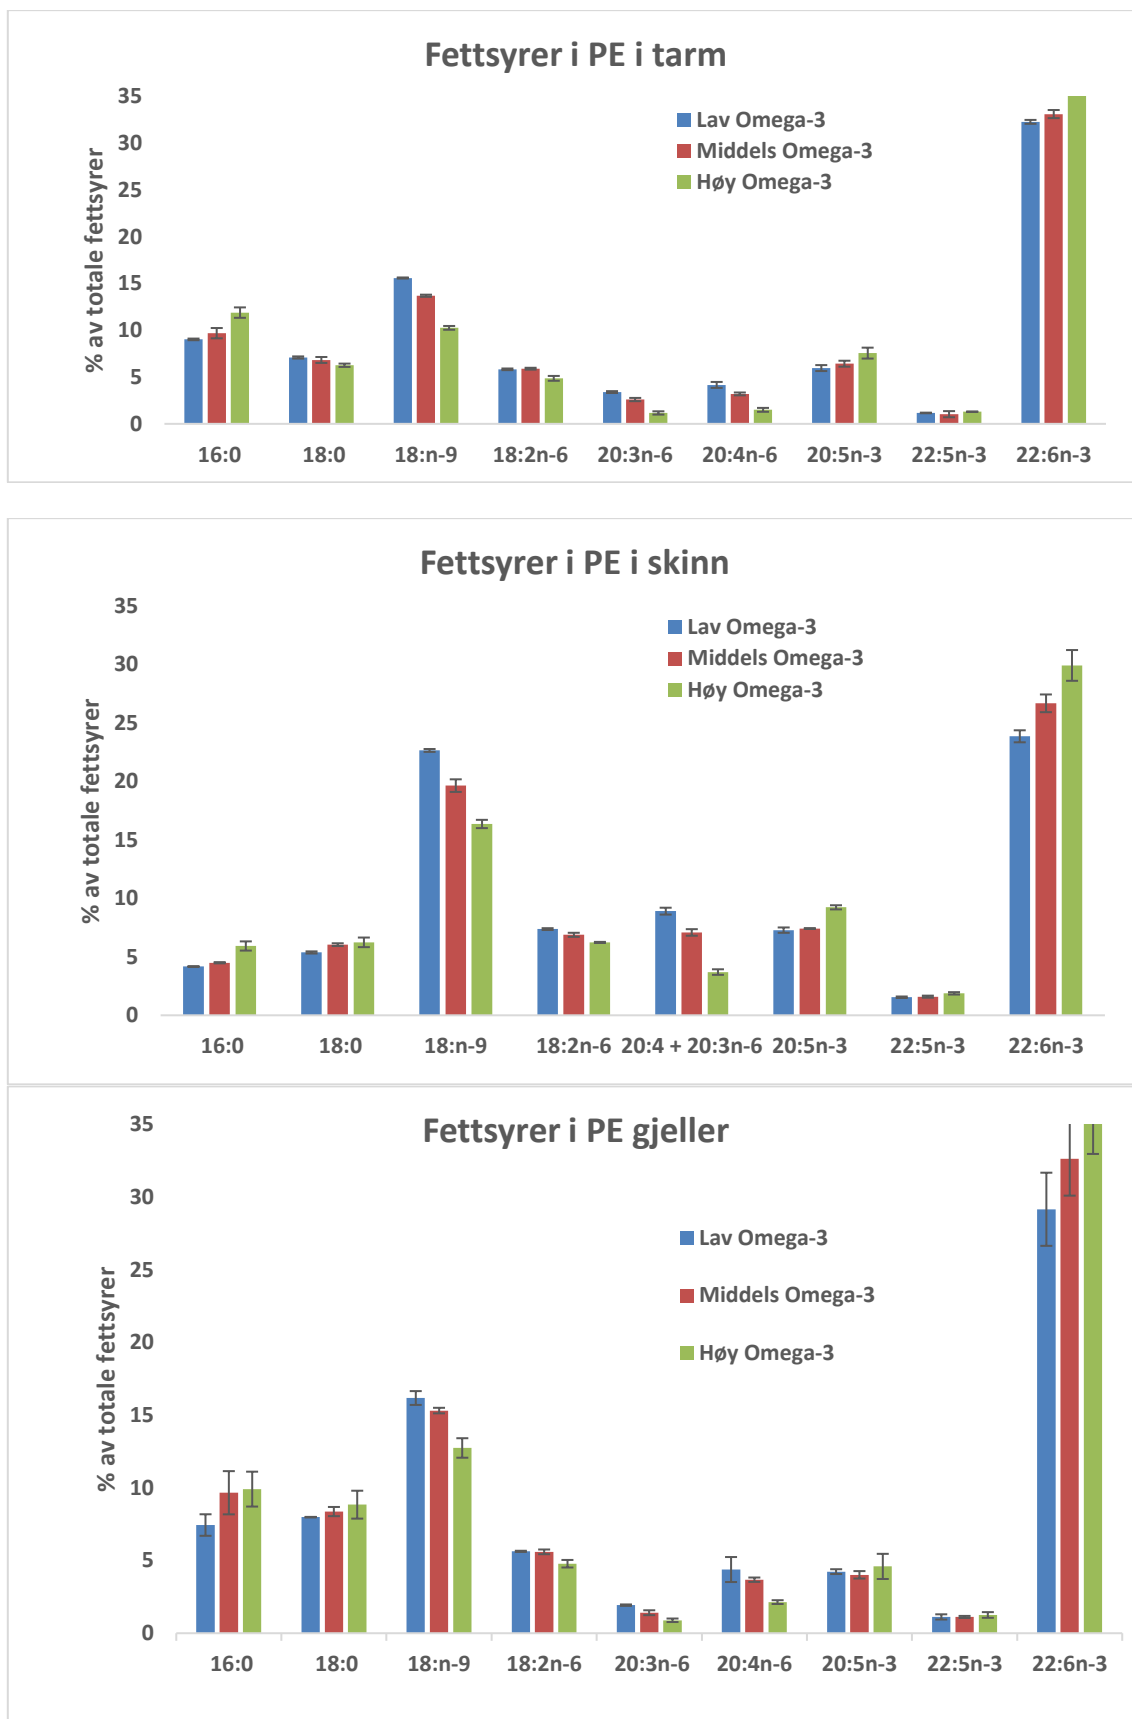 Fettsyrer i PE i tarm
% av totale fettsyrer
35
30
25
20
15
10
5
0
Lav Omega-3
Middels Omega-3
Høy Omega-3
16:0 18:0 18:n-9 18:2n-6 20:3n-6 20:4n-6 20:5n-3 22:5n-3 22:6n-3
Fettsyrer i PE i skinn
% av totale fettsyrer
35
30
25
20
15
10
5
0
Lav Omega-3
Middels Omega-3
Høy Omega-3
16:0 18:0 18:n-9 18:2n-6 20:4 + 20:3n-6 20:5n-3 22:5n-3 22:6n-3
Fettsyrer i PE gjeller
% av totale fettsyrer
35
30
25
20
15
10
5
0
Lav Omega-3
Middels Omega-3
Høy Omega-3
16:0 18:0 18:n-9 18:2n-6 20:3n-6 20:4n-6 20:5n-3 22:5n-3 22:6n-3